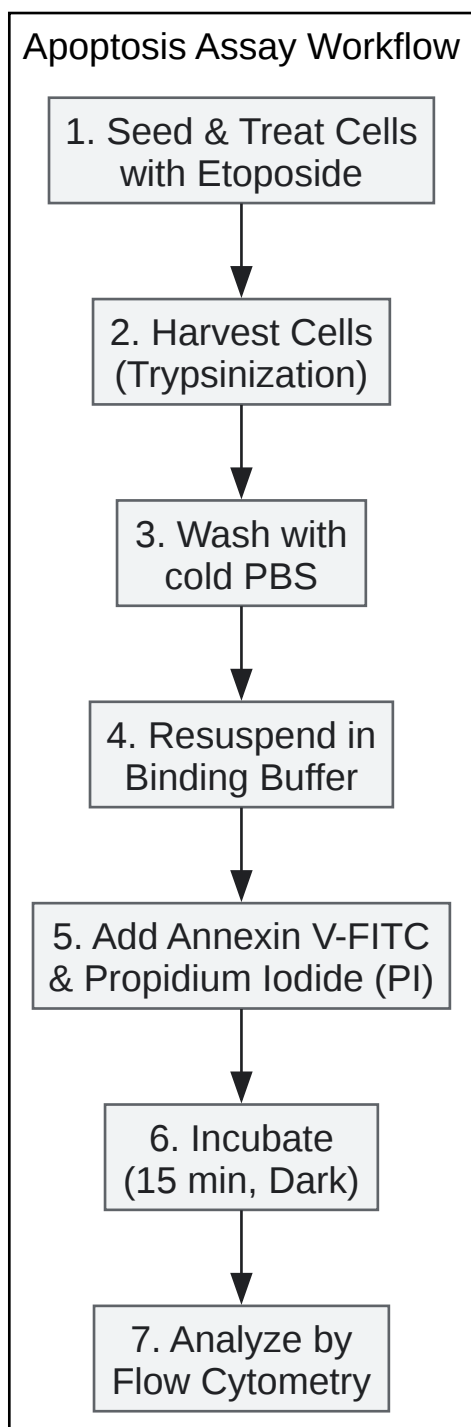 Apoptosis Assay Workflow
1. Seed & Treat Cells
with Etoposide
2. Harvest Cells
(Trypsinization)
3. Wash with
cold PBS
4. Resuspend in
Binding Buffer
5. Add Annexin V-FITC
& Propidium Iodide (PI)
6. Incubate
(15 min, Dark)
7. Analyze by
Flow Cytometry